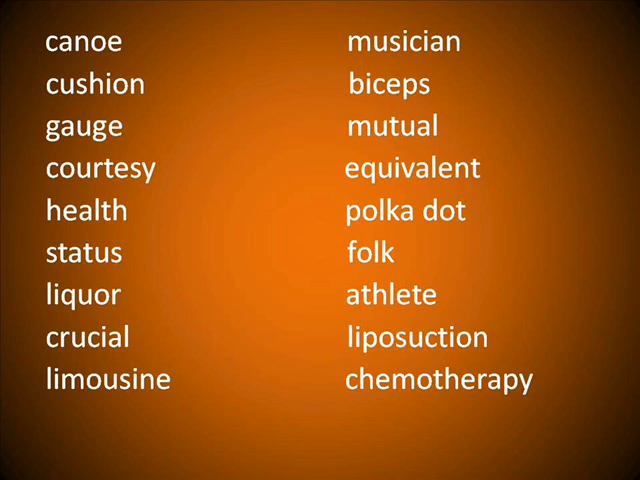 canoe
cushion
gauge
courtesy
health
status
liquor
crucial
limousine
musician
biceps
mutual
equivalent
polka dot
folk
athlete
liposuction
chemotherapy